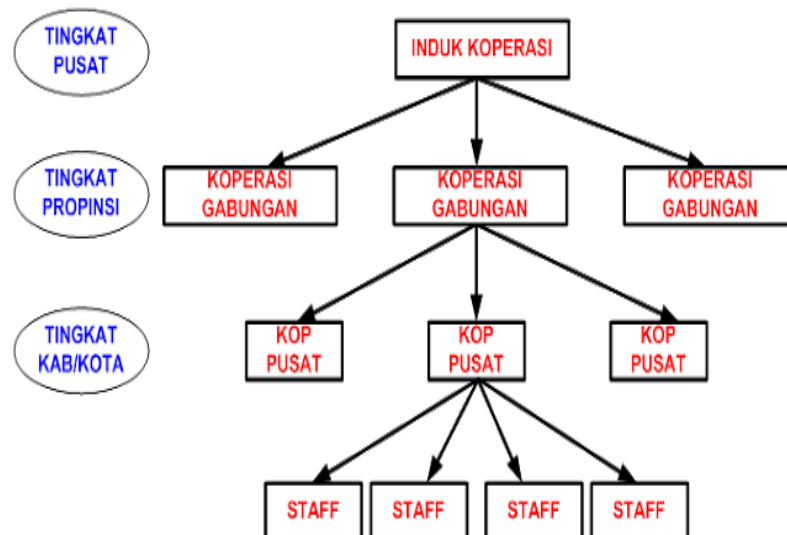 TINGKAT
PUSAT
INDUK KOPERASI
TINGKAT
PROPINSI
KOPERASI
GABUNGAN
KOPERASI
GABUNGAN
KOPERASI
GABUNGAN
TINGKAT
KAB/KOTA
KOP
PUSAT
KOP
PUSAT
KOP
PUSAT
STAFF
STAFF
STAFF
STAFF